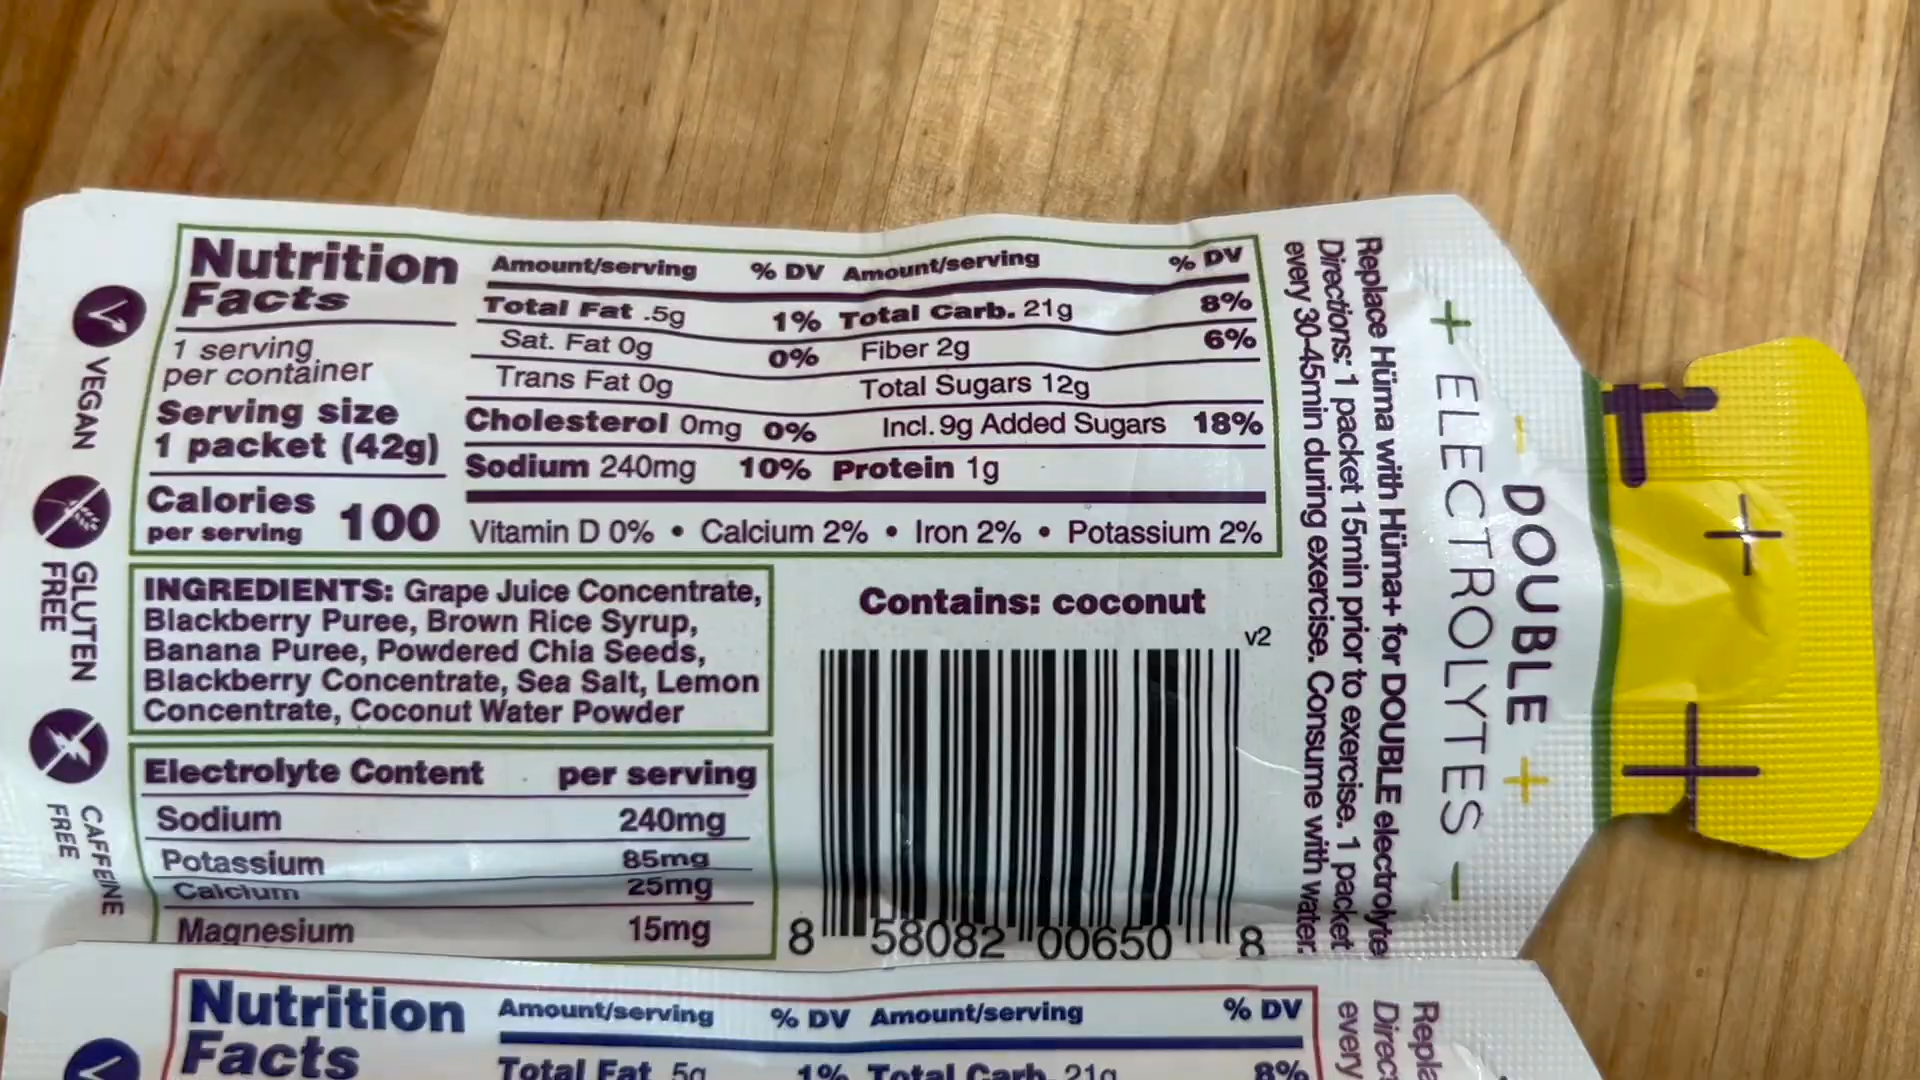 Nutrition
Facts
1 serving
per container
Serving size
1 packet (42g)
Calories
per serving 100
Amount/serving % DV Amount/serving % DV
Total Fat .5g 1% Total Carb. 21g 8%
Sat. Fat 0g 0% Fiber 2g 6%
Trans Fat 0g Total Sugars 12g
Cholesterol 0mg 0% Incl. 9g Added Sugars 18%
Sodium 240mg 10% Protein 1g
Vitamin D 0% • Calcium 2% • Iron 2% • Potassium 2%
VEGAN
GLUTEN
FREE
CAFFEINE
FREE
INGREDIENTS: Grape Juice Concentrate,
Blackberry Puree, Brown Rice Syrup,
Banana Puree, Powdered Chia Seeds,
Blackberry Concentrate, Sea Salt, Lemon
Concentrate, Coconut Water Powder
Electrolyte Content per serving
Sodium 240mg
Potassium 85mg
Calcium 25mg
Magnesium 15mg
Contains: coconut
v2
8 58082 00650 8
Replace Hüma with Hüma+ for DOUBLE electrolyte
Directions: 1 packet 15min prior to exercise. 1 packet
every 30-45min during exercise. Consume with water.
DOUBLE +
+ ELECTROLYTES
Nutrition
Facts
Amount/serving % DV Amount/serving % DV
Total Fat .5g 1% Total Carb. 21g 8%
every